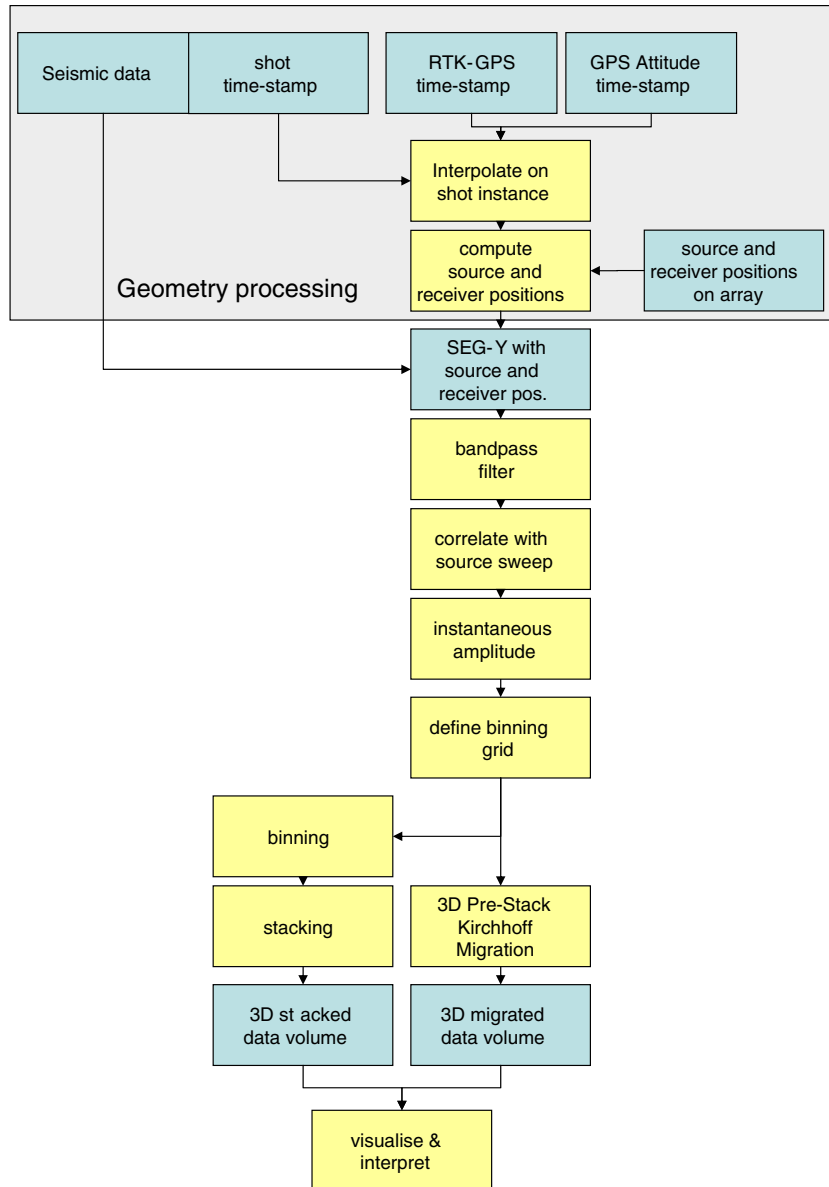 Seismic data
shot
time-stamp
RTK-GPS
time-stamp
GPS Attitude
time-stamp
Interpolate on
shot instance
compute
source and
receiver positions
source and
receiver positions
on array
Geometry processing
SEG-Y with
source and
receiver pos.
bandpass
filter
correlate with
source sweep
instantaneous
amplitude
define binning
grid
binning
stacking
3D Pre-Stack
Kirchhoff
Migration
3D st acked
data volume
3D migrated
data volume
visualise &
interpret